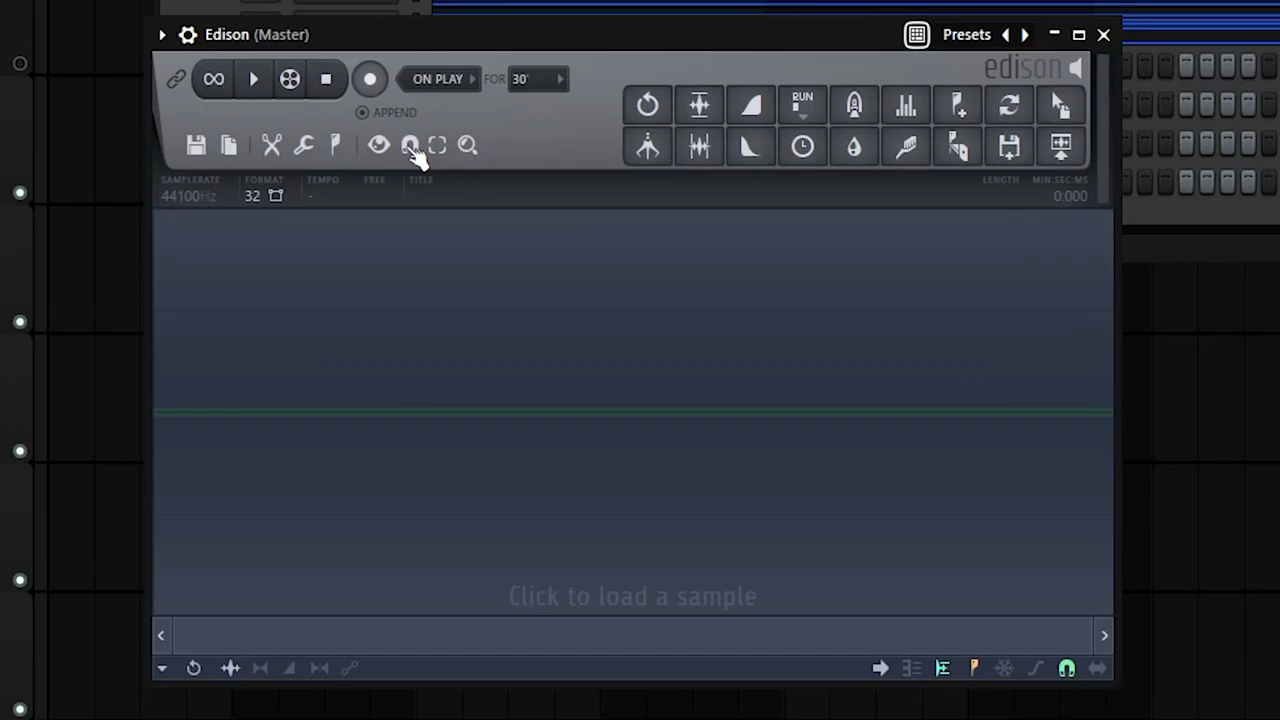 Edison (Master)
Presets
edison
ON PLAY
FOR
30'
APPEND
RUN
SAMPLERATE
FORMAT
TEMPO
FREE
TITLE
LENGTH
MIN:SEC:MS
44100Hz
32
-
0:000
Click to load a sample